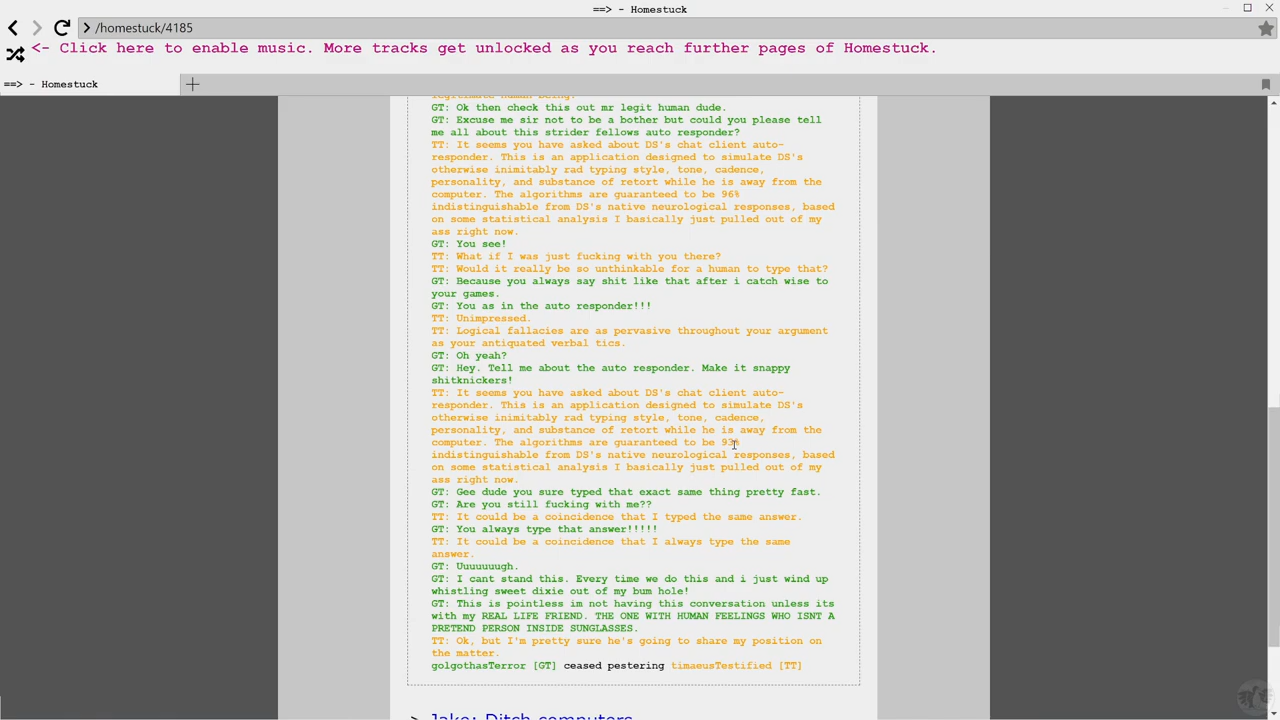 ==> - Homestuck
/homestuck/4185
<- Click here to enable music. More tracks get unlocked as you reach further pages of Homestuck.
==> - Homestuck
GT: Ok then check this out mr legit human dude.
GT: Excuse me sir not to be a bother but could you please tell
me all about this strider fellows auto responder?
TT: It seems you have asked about DS's chat client auto-
responder. This is an application designed to simulate DS's
otherwise inimitably rad typing style, tone, cadence,
personality, and substance of retort while he is away from the
computer. The algorithms are guaranteed to be 96%
indistinguishable from DS's native neurological responses, based
on some statistical analysis I basically just pulled out of my
ass right now.
GT: You see!
TT: What if I was just fucking with you there?
TT: Would it really be so unthinkable for a human to type that?
GT: Because you always say shit like that after i catch wise to
your games.
GT: You as in the auto responder!!!
TT: Unimpressed.
TT: Logical fallacies are as pervasive throughout your argument
as your antiquated verbal tics.
GT: Oh yeah?
GT: Hey. Tell me about the auto responder. Make it snappy
shitknickers!
TT: It seems you have asked about DS's chat client auto-
responder. This is an application designed to simulate DS's
otherwise inimitably rad typing style, tone, cadence,
personality, and substance of retort while he is away from the
computer. The algorithms are guaranteed to be 93%
indistinguishable from DS's native neurological responses, based
on some statistical analysis I basically just pulled out of my
ass right now.
GT: Gee dude you sure typed that exact same thing pretty fast.
GT: Are you still fucking with me??
TT: It could be a coincidence that I typed the same answer.
GT: You always type that answer!!!!!
TT: It could be a coincidence that I always type the same
answer.
GT: Uuuuuuugh.
GT: I cant stand this. Every time we do this and i just wind up
whistling sweet dixie out of my bum hole!
GT: This is pointless im not having this conversation unless its
with my REAL LIFE FRIEND. THE ONE WITH HUMAN FEELINGS WHO ISNT A
PRETEND PERSON INSIDE SUNGLASSES.
TT: Ok, but I'm pretty sure he's going to share my position on
the matter.
golgothasTerror [GT] ceased pestering timaeusTestified [TT]
> Jake: Ditch computers.